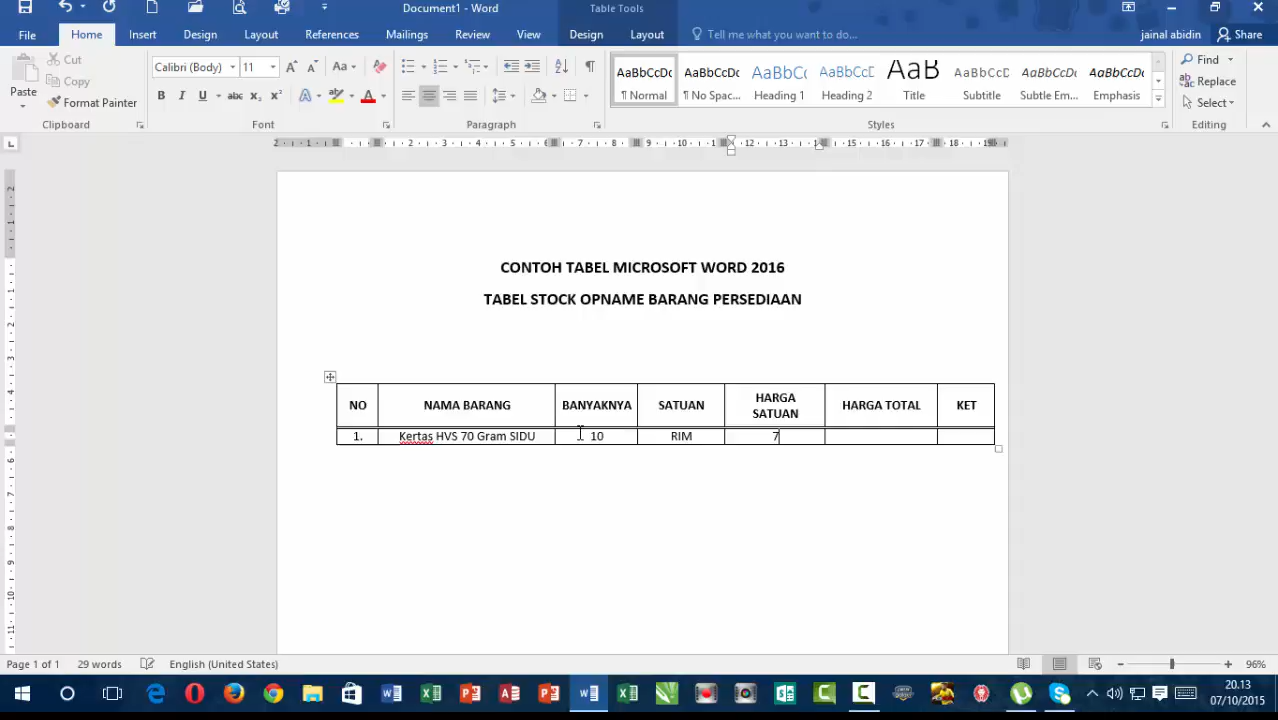 Document1 - Word
Table Tools
File Home Insert Design Layout References Mailings Review View Design Layout Tell me what you want to do... jainal abidin Share
Paste
Cut
Copy
Format Painter
Calibri (Body) 11
AaBbCcDc AaBbCcDc AaBbCc AaBbCcD AaB AaBbCcD AaBbCcDc AaBbCcDc
¶ Normal ¶ No Spac... Heading 1 Heading 2 Title Subtitle Subtle Em... Emphasis
Find
Replace
Select
Clipboard Font Paragraph Styles Editing
CONTOH TABEL MICROSOFT WORD 2016
TABEL STOCK OPNAME BARANG PERSEDIAAN
NO NAMA BARANG BANYAKNYA SATUAN HARGA SATUAN HARGA TOTAL KET
1. Kertas HVS 70 Gram SIDU 10 RIM 7
Page 1 of 1 29 words English (United States) 96%
20.13
07/10/2015